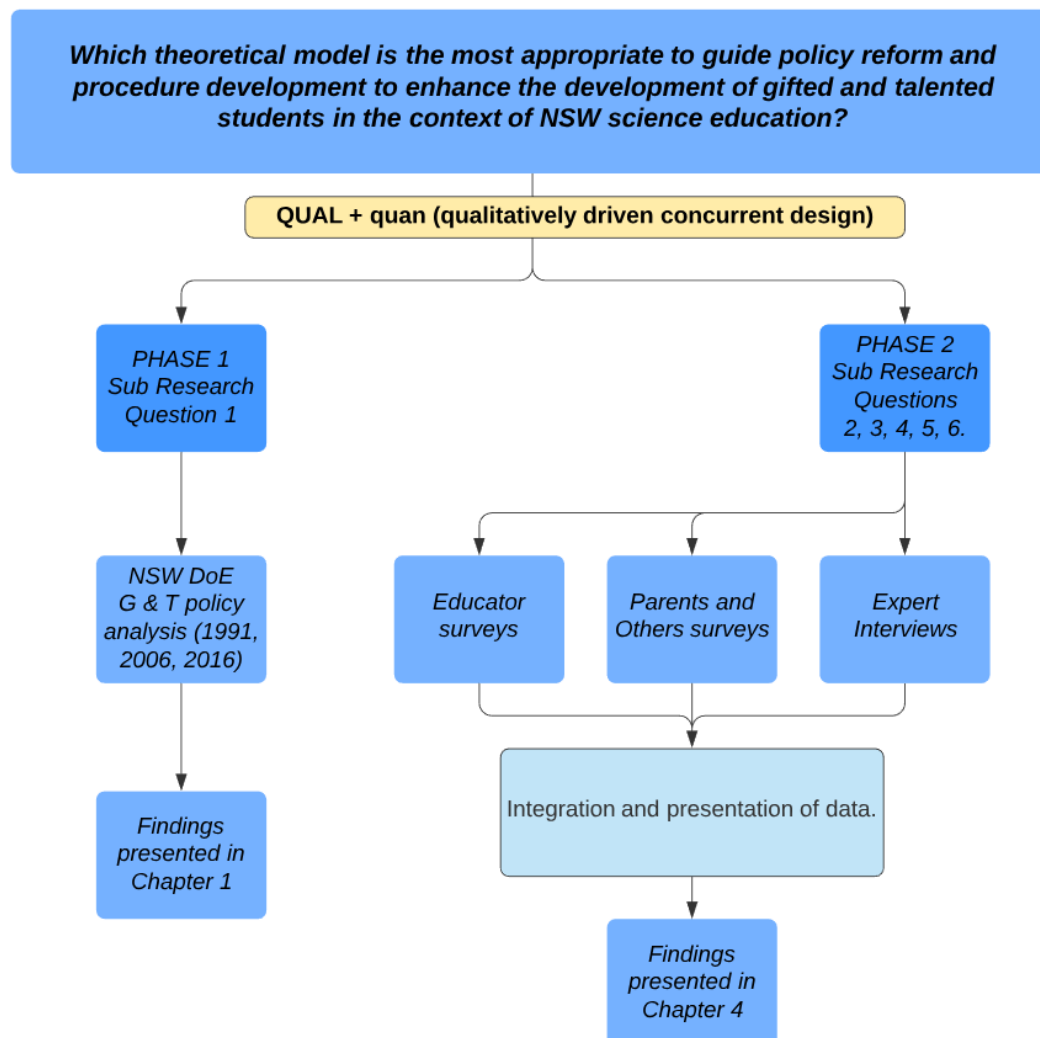 Which theoretical model is the most appropriate to guide policy reform and
procedure development to enhance the development of gifted and talented
students in the context of NSW science education?
QUAL + quan (qualitatively driven concurrent design)
PHASE 1
Sub Research
Question 1
PHASE 2
Sub Research
Questions
2, 3, 4, 5, 6.
NSW DoE
G & T policy
analysis (1991,
2006, 2016)
Educator
surveys
Parents and
Others surveys
Expert
Interviews
Integration and presentation of data.
Findings
presented in
Chapter 1
Findings
presented in
Chapter 4